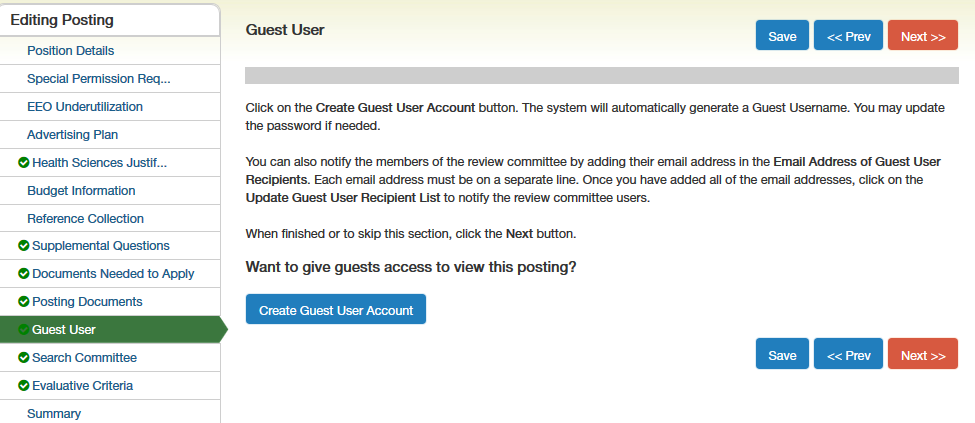 Editing Posting
Position Details
Special Permission Req...
EEO Underutilization
Advertising Plan
Health Sciences Justif...
Budget Information
Reference Collection
Supplemental Questions
Documents Needed to Apply
Posting Documents
Guest User
Search Committee
Evaluative Criteria
Summary
Guest User
Save
<< Prev
Next >>
Click on the Create Guest User Account button. The system will automatically generate a Guest Username. You may update
the password if needed.
You can also notify the members of the review committee by adding their email address in the Email Address of Guest User
Recipients. Each email address must be on a separate line. Once you have added all of the email addresses, click on the
Update Guest User Recipient List to notify the review committee users.
When finished or to skip this section, click the Next button.
Want to give guests access to view this posting?
Create Guest User Account
Save
<< Prev
Next >>